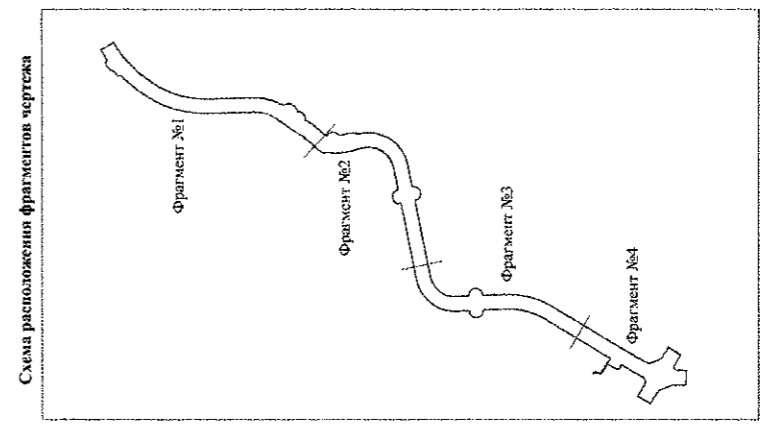 Схема расположения фрагментов чертежа
Фрагмент №1
Фрагмент №2
Фрагмент №3
Фрагмент №4